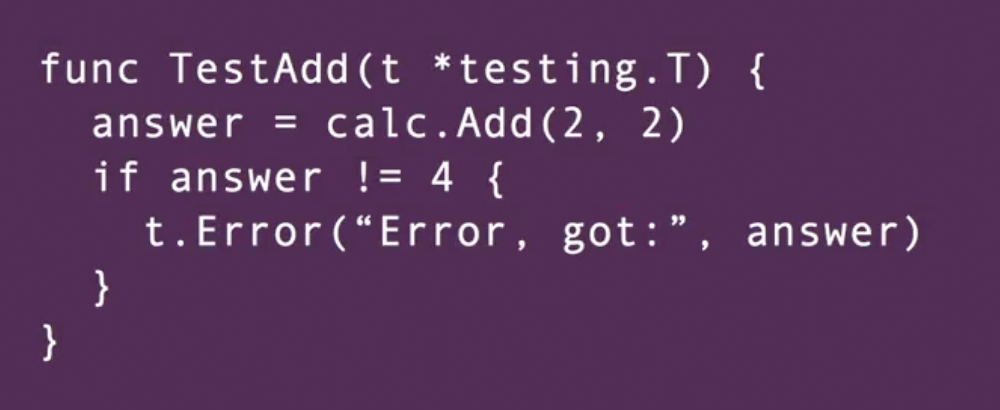 func TestAdd(t *testing.T) {
  answer = calc.Add(2, 2)
  if answer != 4 {
    t.Error(“Error, got:”, answer)
  }
}